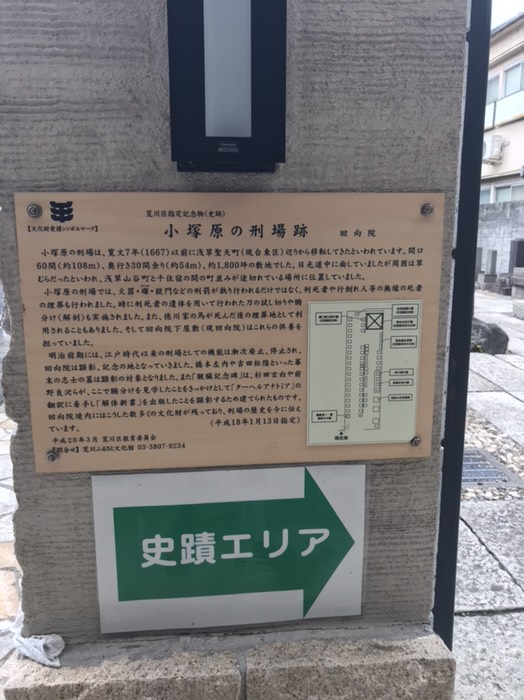 荒川区指定記念物(史跡)
【文化財愛護シンボルマーク】
小塚原の刑場跡 回向院
小塚原の刑場は、寛文7年(1667)以前に浅草聖天町(現台東区)辺りから移転してきたといわれています。間口
60間(約108m)、奥行き30間余り(約54m)、約1,800坪の敷地でした。日光道中に面していましたが周囲は草
むらだったといわれ、浅草山谷町と千住宿の間の町並みが途切れている場所に位置していました。
小塚原の刑場では、火罪・磔・獄門などの刑罰が執り行われるだけではなく、刑死者や行倒れ人等の無縁の死者
の埋葬も行われました。時に刑死者の遺体を用いて行われた刀の試し切りや腑
分け(解剖)も実施されました。また、徳川家の馬が死んだ後の埋葬地として利
用されることもありました。そして回向院下屋敷(現回向院)はこれらの供養を
担っていました。
明治前期には、江戸時代以来の刑場としての機能は漸次廃止、停止され、
回向院は顕彰、記念の地となっていきました。橋本左内や吉田松陰といった幕
末の志士の墓は顕彰の対象となりました。また「観臓記念碑」は、杉田玄白や前
野良沢らが、ここで腑分けを見学したことをきっかけとして「ターヘルアナトミア」の
翻訳に着手し「解体新書」を出版したことを顕彰するため建てられたものです。
回向院境内にはこうした数多くの文化財が残っており、刑場の歴史を今に伝え
ています。
(平成18年1月13日指定)
平成20年3月 荒川区教育委員会
【問合せ】荒川ふるさと文化館 03-3807-9234
現在地
史蹟エリア